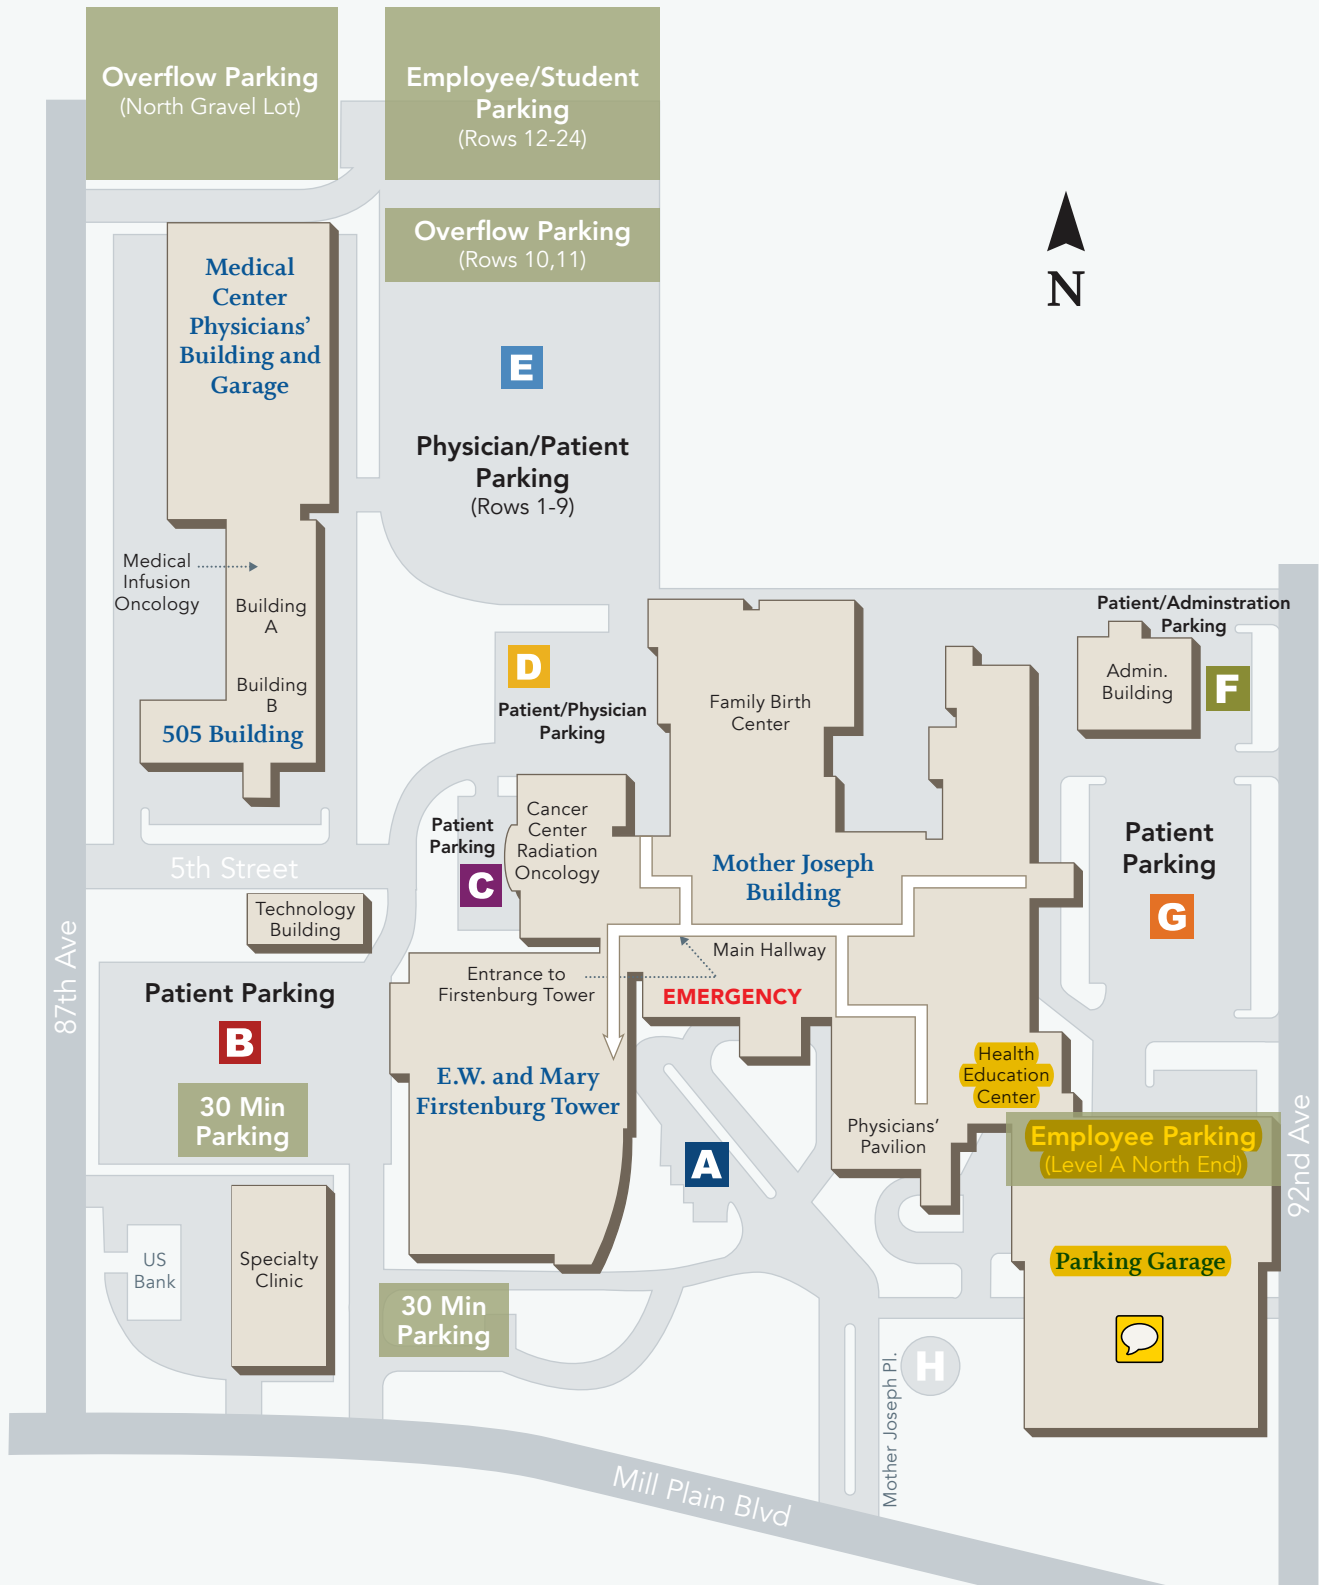 Overflow Parking
(North Gravel Lot)
Employee/Student
Parking
(Rows 12-24)
Overflow Parking
(Rows 10,11)
N
Medical
Center
Physicians’
Building and
Garage
E
Physician/Patient
Parking
(Rows 1-9)
Medical
Infusion
Oncology
Building
A
Building
B
505 Building
D
Patient/Physician
Parking
Family Birth
Center
Patient/Adminstration
Parking
Admin.
Building
F
Cancer
Center
Radiation
Oncology
Patient
Parking
C
Mother Joseph
Building
Patient
Parking
G
5th Street
Technology
Building
Main Hallway
Entrance to
Firstenburg Tower
EMERGENCY
87th Ave
Patient Parking
B
30 Min
Parking
E.W. and Mary
Firstenburg Tower
Health
Education
Center
Physicians’
Pavilion
A
Employee Parking
(Level A North End)
92nd Ave
US
Bank
Specialty
Clinic
Parking Garage
30 Min
Parking
H
Mother Joseph Pl.
Mill Plain Blvd